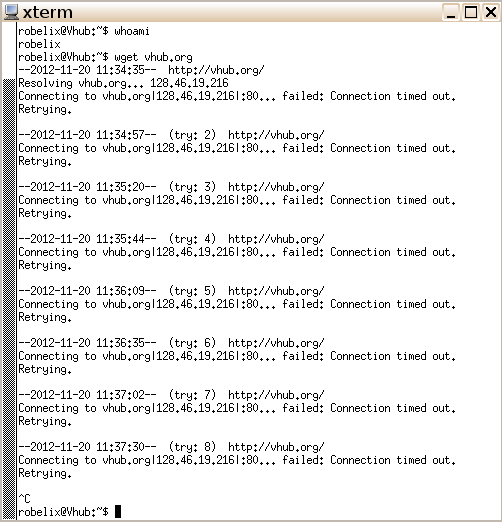 xterm
robelix@Vhub:~$ whoami
robelix
robelix@Vhub:~$ wget vhub.org
--2012-11-20 11:34:35--  http://vhub.org/
Resolving vhub.org... 128.46.19.216
Connecting to vhub.org|128.46.19.216|:80... failed: Connection timed out.
Retrying.
--2012-11-20 11:34:57--  (try: 2)  http://vhub.org/
Connecting to vhub.org|128.46.19.216|:80... failed: Connection timed out.
Retrying.
--2012-11-20 11:35:20--  (try: 3)  http://vhub.org/
Connecting to vhub.org|128.46.19.216|:80... failed: Connection timed out.
Retrying.
--2012-11-20 11:35:44--  (try: 4)  http://vhub.org/
Connecting to vhub.org|128.46.19.216|:80... failed: Connection timed out.
Retrying.
--2012-11-20 11:36:09--  (try: 5)  http://vhub.org/
Connecting to vhub.org|128.46.19.216|:80... failed: Connection timed out.
Retrying.
--2012-11-20 11:36:35--  (try: 6)  http://vhub.org/
Connecting to vhub.org|128.46.19.216|:80... failed: Connection timed out.
Retrying.
--2012-11-20 11:37:02--  (try: 7)  http://vhub.org/
Connecting to vhub.org|128.46.19.216|:80... failed: Connection timed out.
Retrying.
--2012-11-20 11:37:30--  (try: 8)  http://vhub.org/
Connecting to vhub.org|128.46.19.216|:80... failed: Connection timed out.
Retrying.
^C
robelix@Vhub:~$